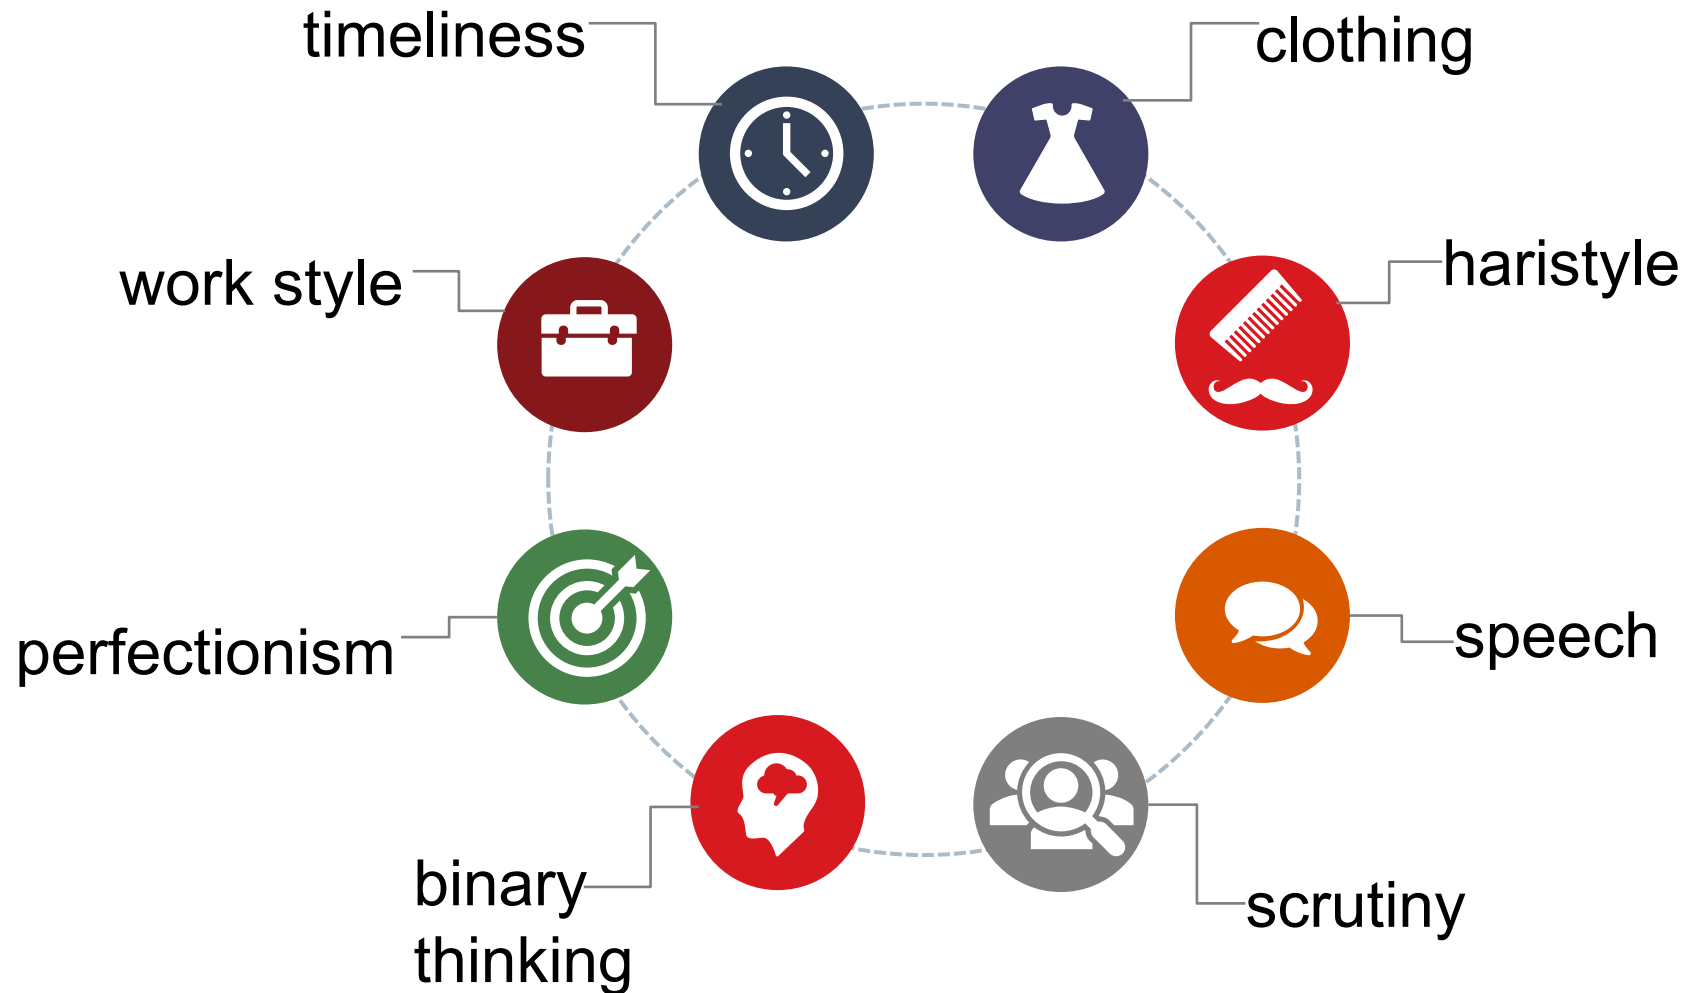 timeliness
clothing
work style
haristyle
perfectionism
speech
binary
thinking
scrutiny